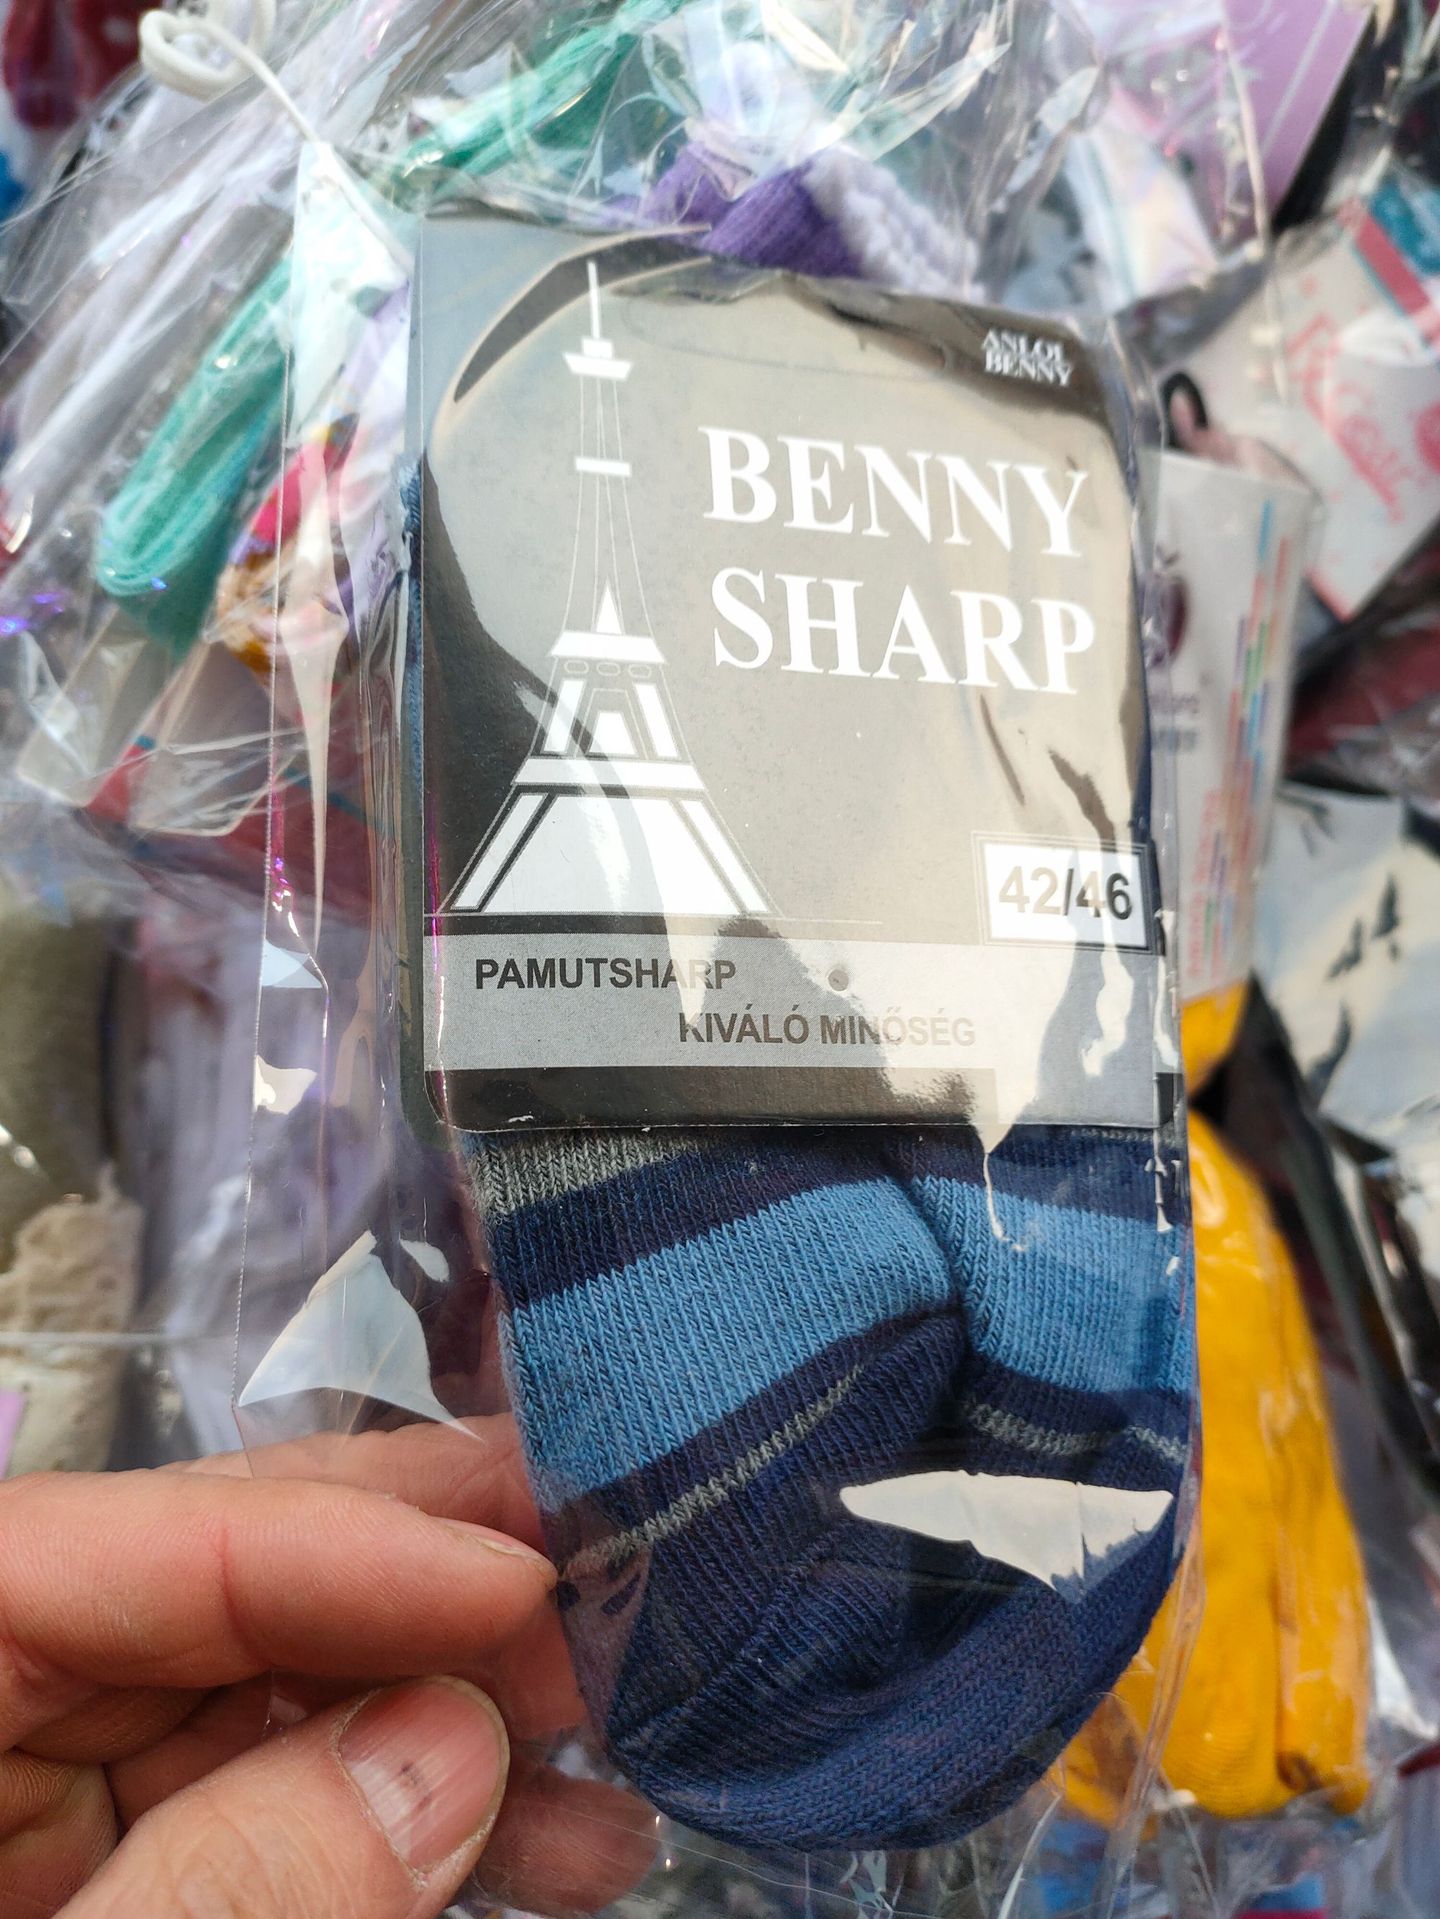 ANLOL
BENNY
BENNY
SHARP
42/46
PAMUTSHARP
KIVÁLÓ MINŐSÉG